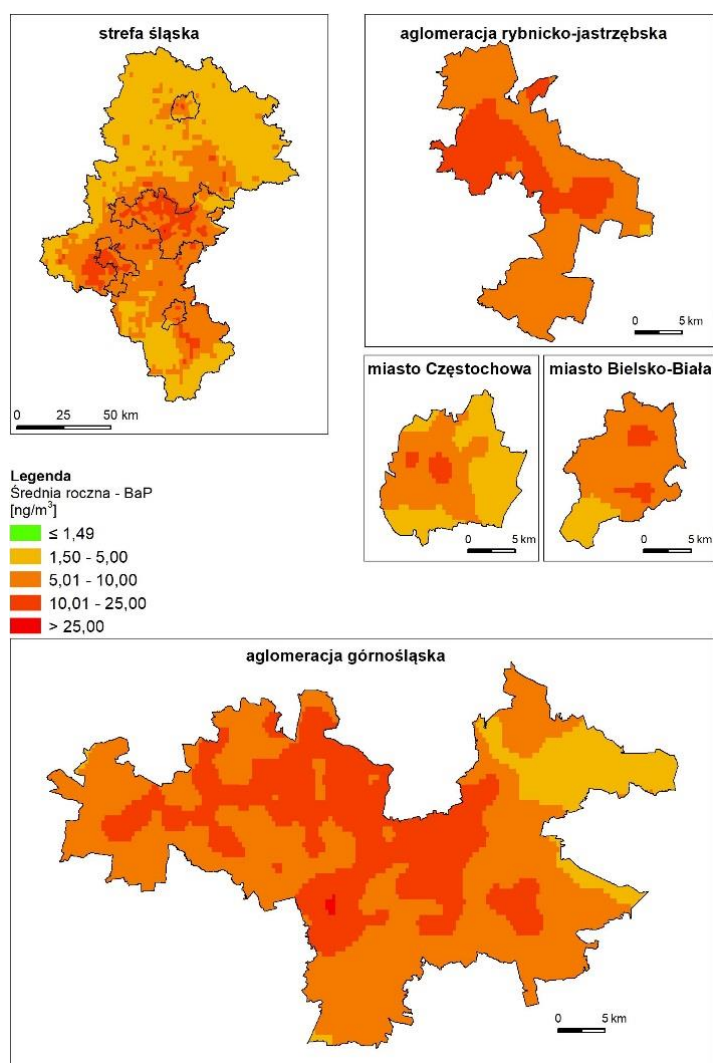 strefa śląska
0 25 50 km
aglomeracja rybnicko-jastrzębska
0 5 km
miasto Częstochowa
0 5 km
miasto Bielsko-Biała
0 5 km
Legenda
Średnia roczna - BaP
[ng/m³]
≤ 1,49
1,50 - 5,00
5,01 - 10,00
10,01 - 25,00
> 25,00
aglomeracja górnośląska
0 5 km